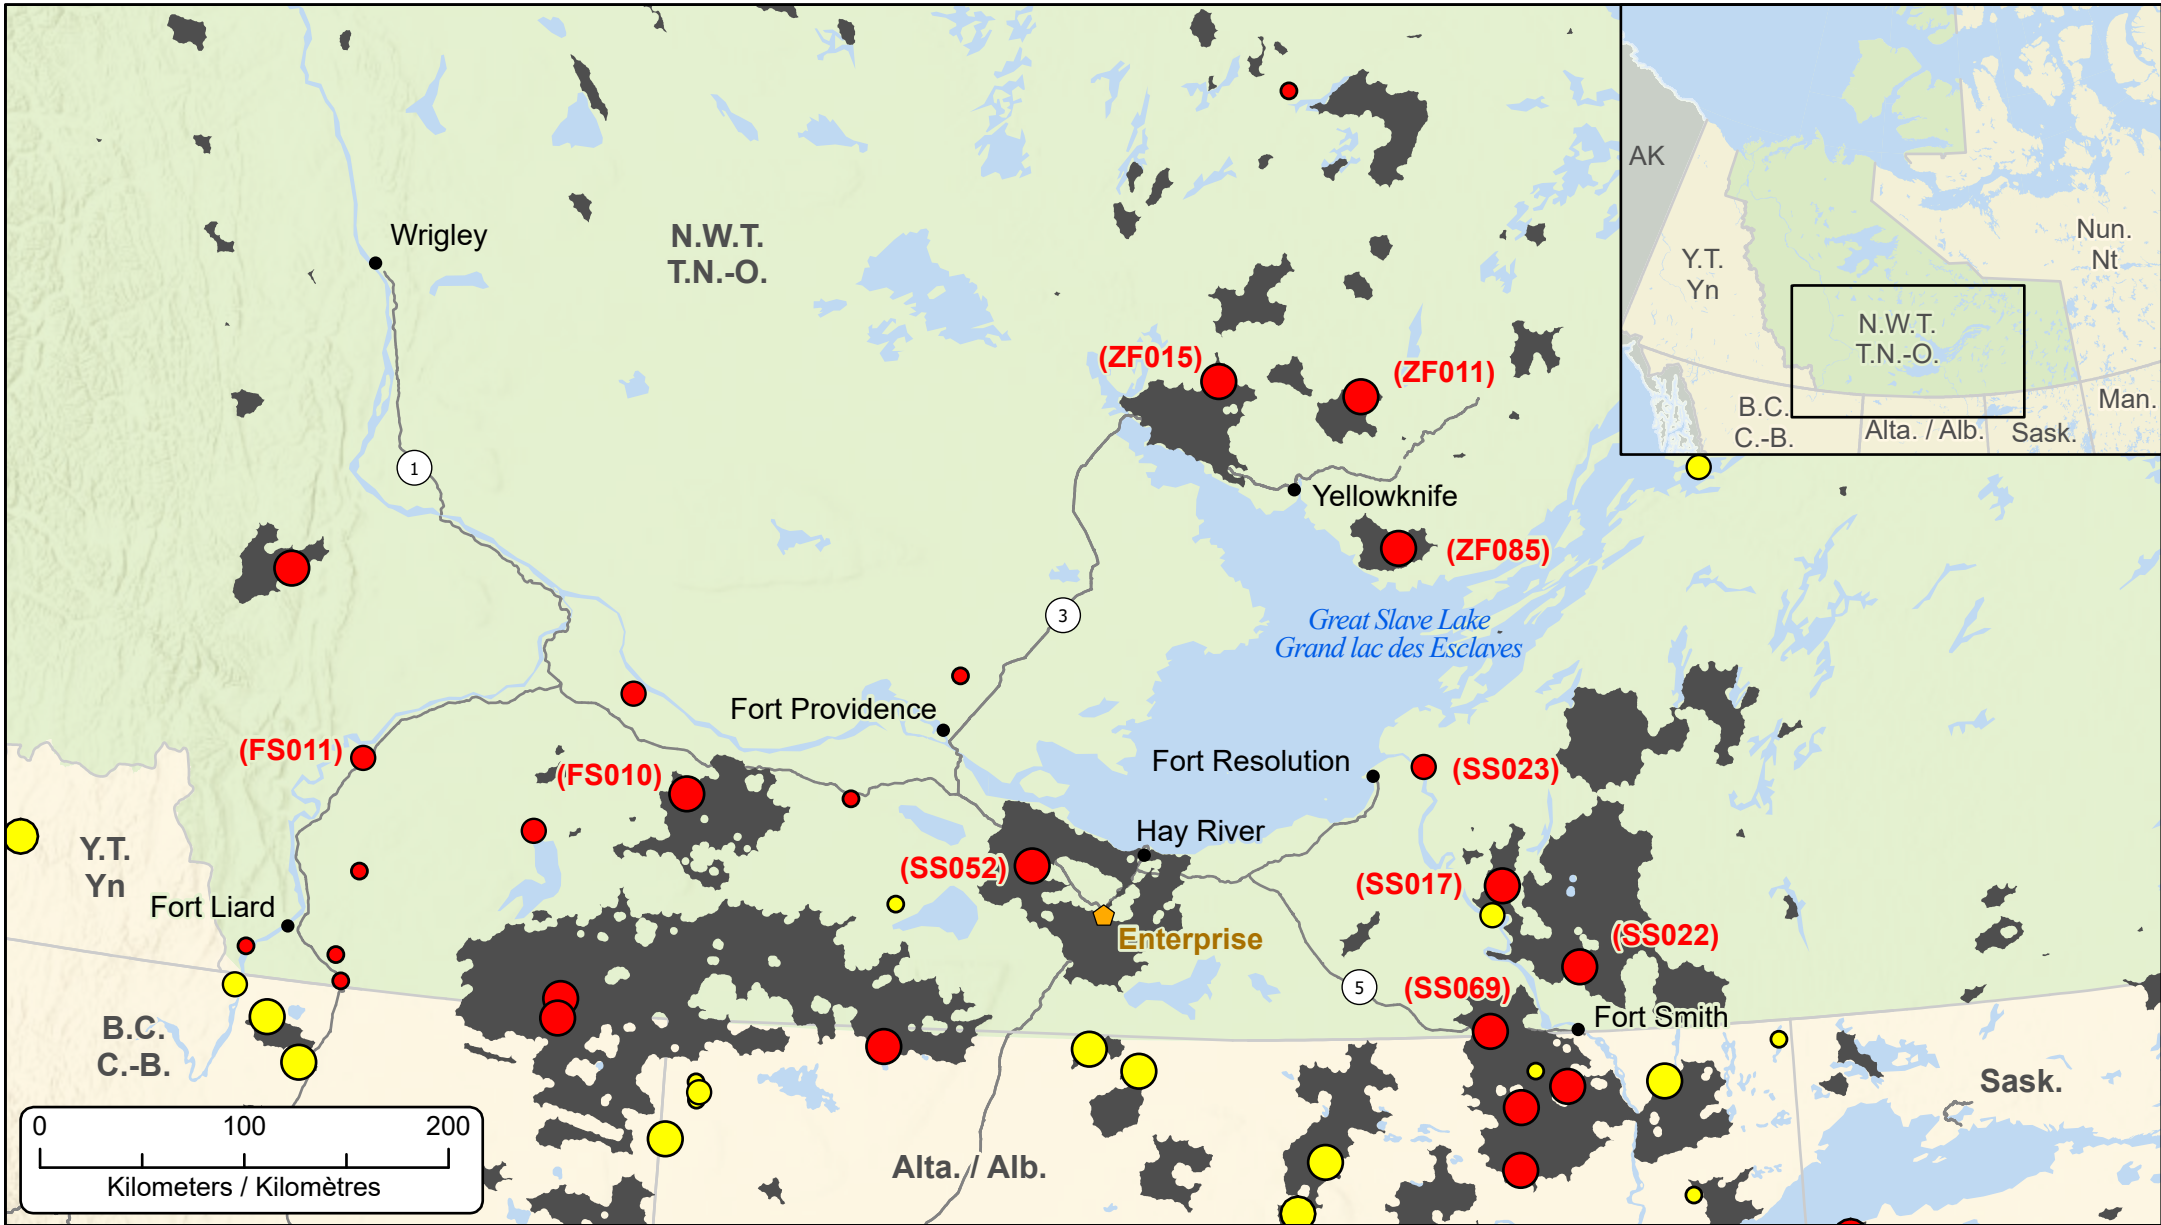 AK
Y.T.
Yn
N.W.T.
T.N.-O.
Nun.
Nt
B.C.
C.-B.
Alta. / Alb.
Sask.
Man.
Wrigley
N.W.T.
T.N.-O.
(ZF015)
(ZF011)
1
Yellowknife
(ZF085)
3
Great Slave Lake
Grand lac des Esclaves
Fort Providence
(FS011)
(FS010)
Fort Resolution
(SS023)
Hay River
Y.T.
Yn
(SS052)
(SS017)
Fort Liard
Enterprise
(SS022)
5
(SS069)
Fort Smith
B.C.
C.-B.
Sask.
Alta. / Alb.
0 100 200
Kilometers / Kilomètres